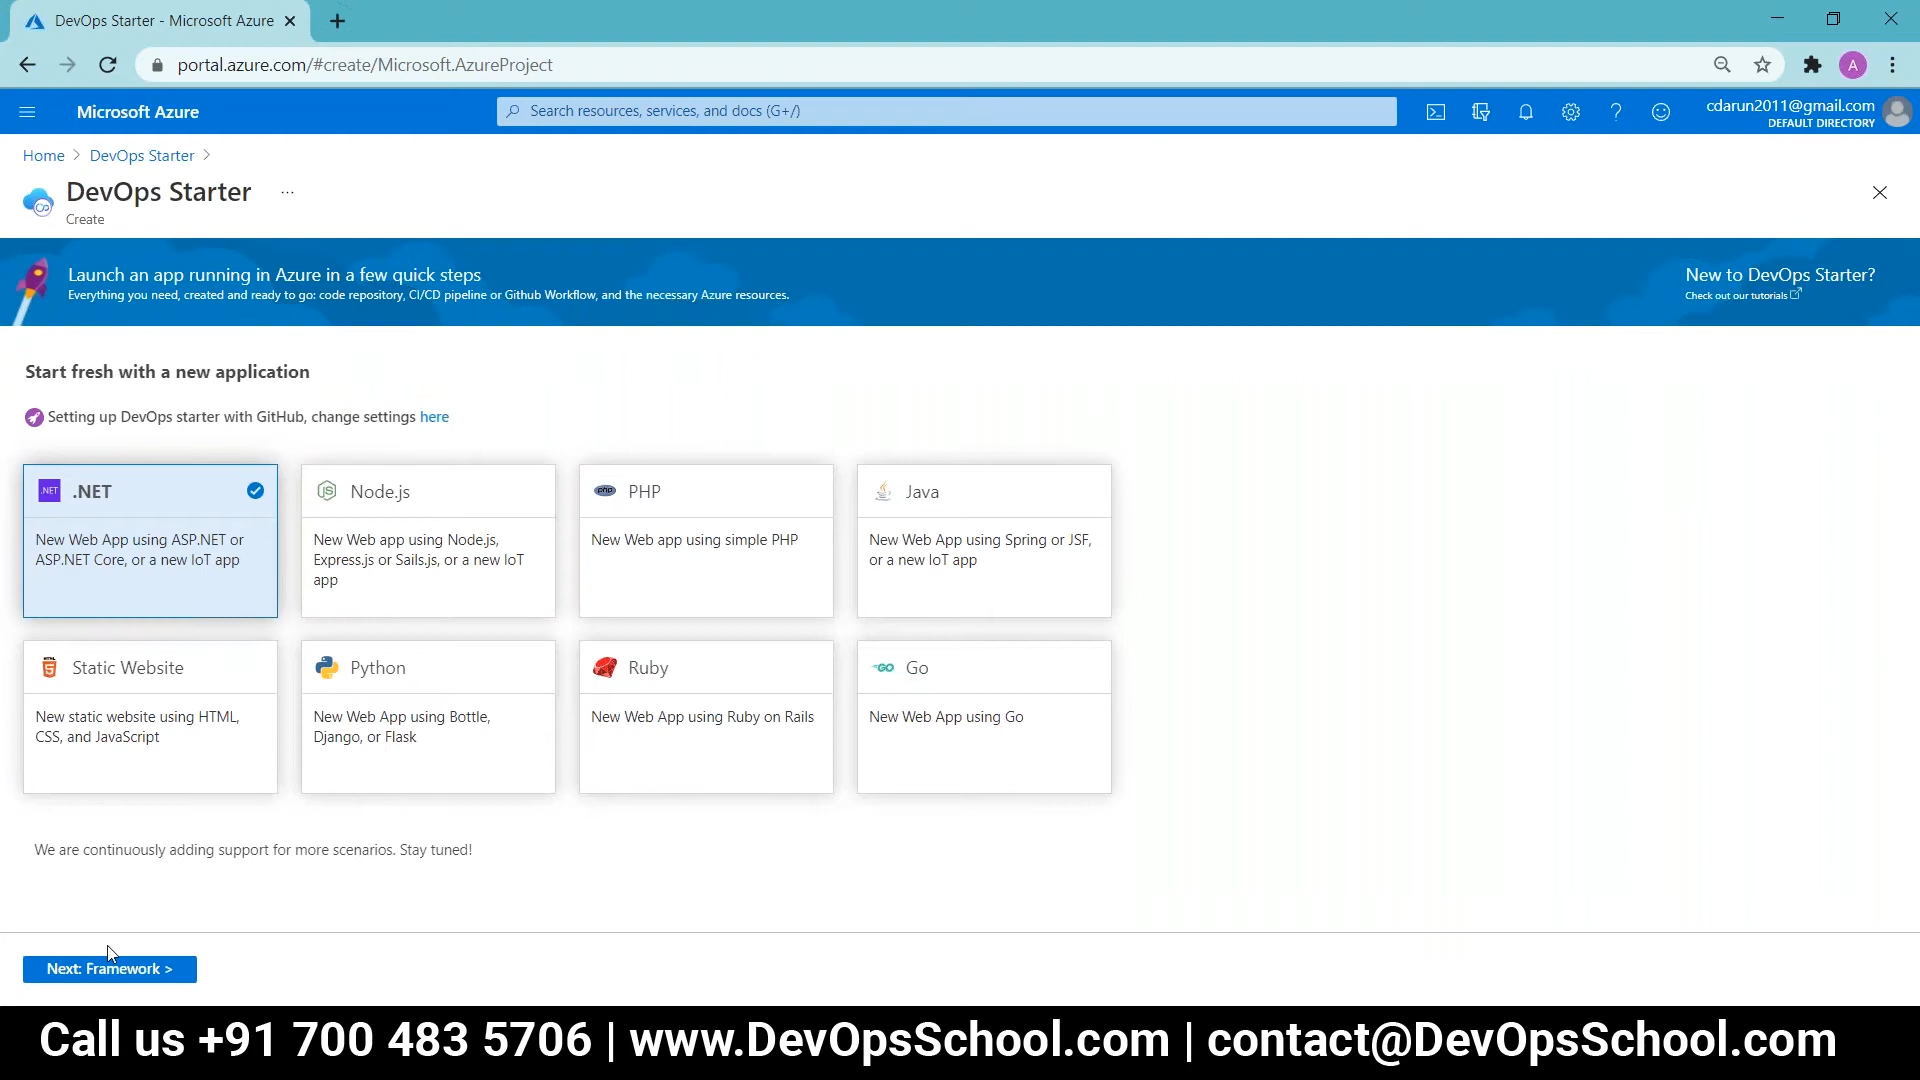 DevOps Starter - Microsoft Azure
portal.azure.com/#create/Microsoft.AzureProject
A
Microsoft Azure
Search resources, services, and docs (G+/)
cdarun2011@gmail.com
DEFAULT DIRECTORY
Home > DevOps Starter >
DevOps Starter ...
Create
Launch an app running in Azure in a few quick steps
Everything you need, created and ready to go: code repository, CI/CD pipeline or Github Workflow, and the necessary Azure resources.
New to DevOps Starter?
Check out our tutorials
Start fresh with a new application
Setting up DevOps starter with GitHub, change settings here
.NET
.NET
New Web App using ASP.NET or
ASP.NET Core, or a new IoT app
JS
Node.js
New Web app using Node.js,
Express.js or Sails.js, or a new IoT
app
php
PHP
New Web app using simple PHP
Java
New Web App using Spring or JSF,
or a new IoT app
HTML
5
Static Website
New static website using HTML,
CSS, and JavaScript
Python
New Web App using Bottle,
Django, or Flask
Ruby
New Web App using Ruby on Rails
GO
Go
New Web App using Go
We are continuously adding support for more scenarios. Stay tuned!
Next: Framework >
Call us +91 700 483 5706 | www.DevOpsSchool.com | contact@DevOpsSchool.com